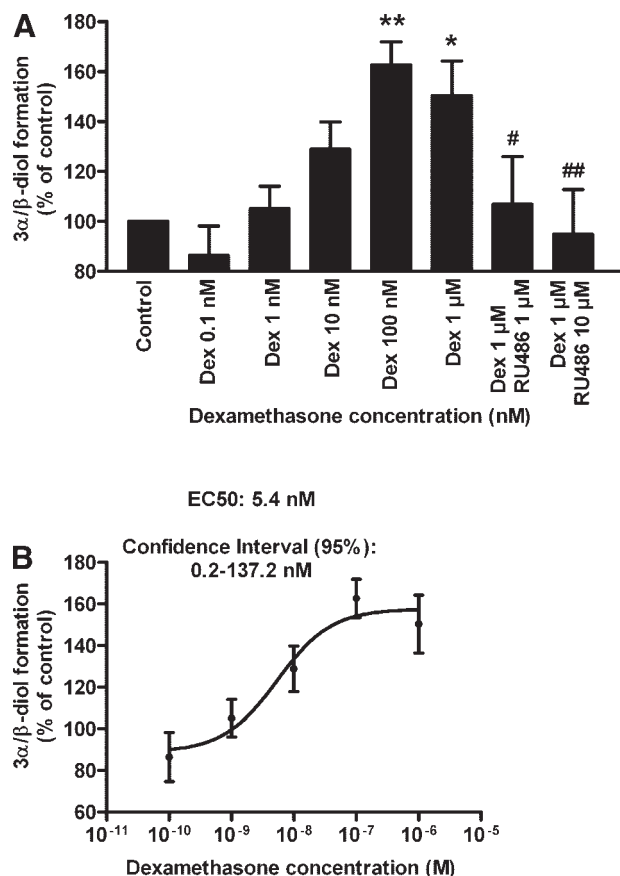 A
3α/β-diol formation
(% of control)
180
160
140
120
100
80
**
*
#
##
Control
Dex 0.1 nM
Dex 1 nM
Dex 10 nM
Dex 100 nM
Dex 1 µM
Dex 1 µM
RU486 1 µM
Dex 1 µM
RU486 10 µM
Dexamethasone concentration (nM)
EC50: 5.4 nM
B
Confidence Interval (95%):
0.2-137.2 nM
3α/β-diol formation
(% of control)
180
160
140
120
100
80
60
10⁻¹¹ 10⁻¹⁰ 10⁻⁹ 10⁻⁸ 10⁻⁷ 10⁻⁶ 10⁻⁵
Dexamethasone concentration (M)